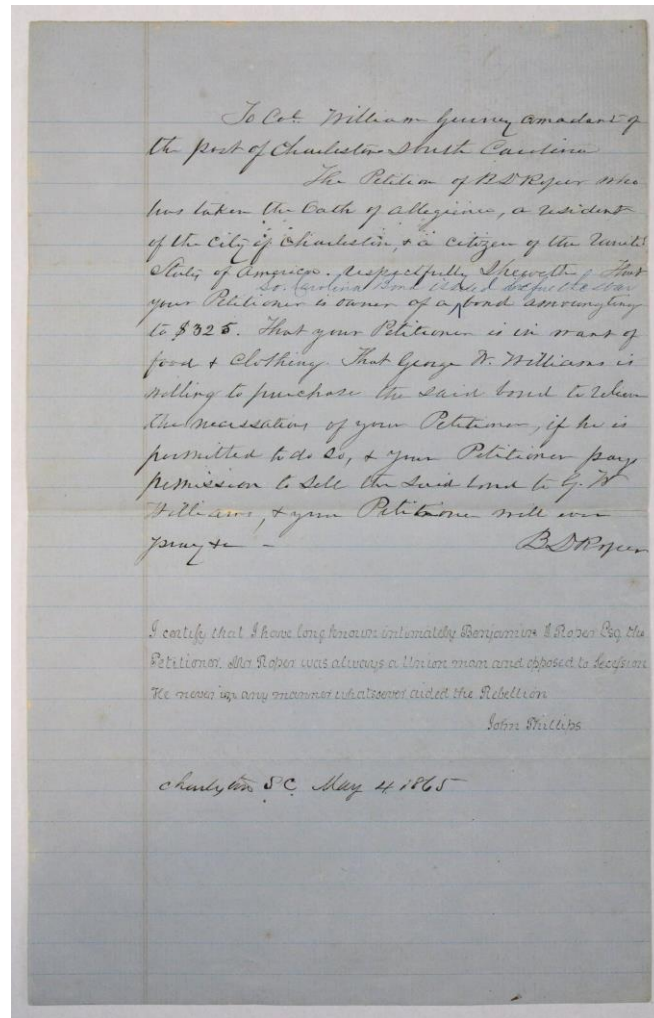 To Col. William Gurney comadant of
the post of Charleston South Carolina
The Petition of B D Roper who
has taken the Oath of allegience, a resident
of the City of Charleston, & a citizen of the United
States of America. respectfully Sheweth, That
So. Carolina Bond issued before the War
your Petitioner is owner of a bond amoungting
to $325. That your Petitioner is in want of
food & Clothing. That George W. Williams is
willing to purchase the said bond to relieve
the necessaties of your Petitioner, if he is
permitted to do so, & your Petitioner prays
permission to sell the said bond to G. W
Williams, & your Petitioner will ever
pray &c — B D Roper
I certify that I have long known intimately Benjamin D Roper Esq. the
Petitioner. Mr Roper was always a Union man and opposed to Secession
He never in any manner whatsoever aided the Rebellion
John Phillips
Charleston S.C. May 4. 1865